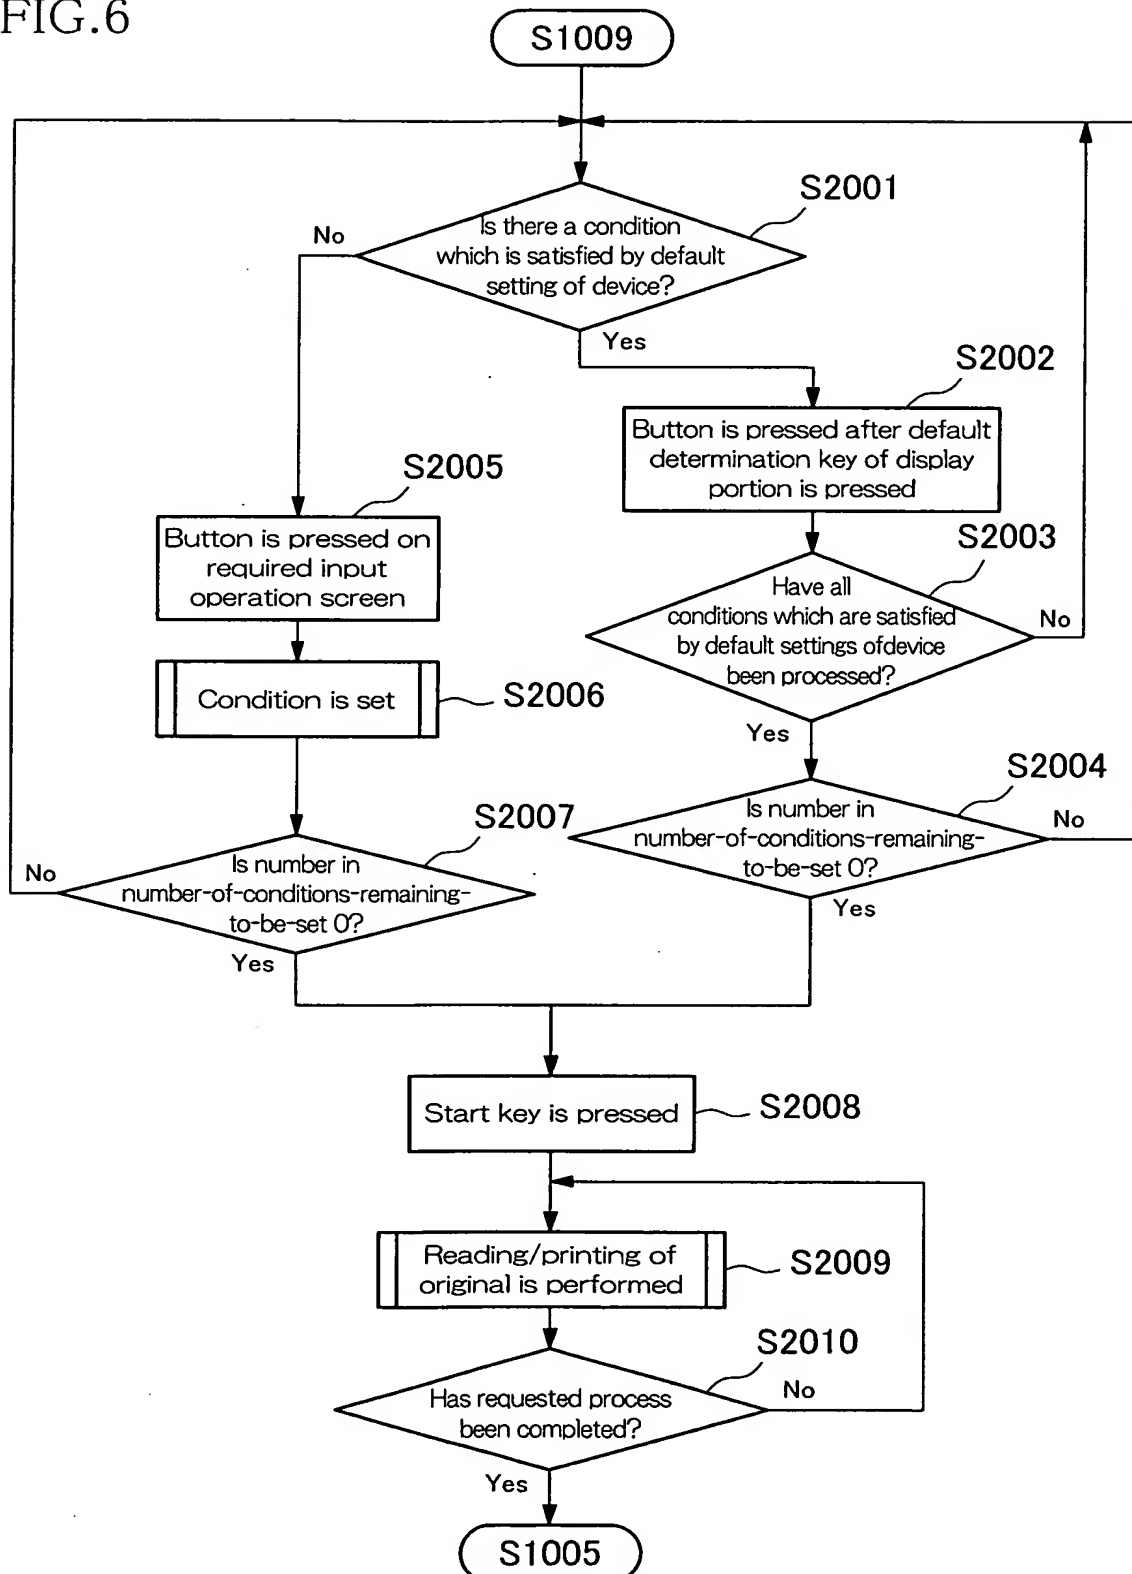 FIG.6
S1009
S2001
Is there a condition
which is satisfied by default
setting of device?
No
Yes
S2002
Button is pressed after default
determination key of display
portion is pressed
S2005
Button is pressed on
required input
operation screen
S2003
Have all
conditions which are satisfied
by default settings ofdevice
been processed?
No
Yes
Condition is set
S2006
S2004
Is number in
number-of-conditions-remaining-
to-be-set 0?
No
Yes
S2007
Is number in
number-of-conditions-remaining-
to-be-set 0?
No
Yes
Start key is pressed
S2008
Reading/printing of
original is performed
S2009
S2010
Has requested process
been completed?
No
Yes
S1005